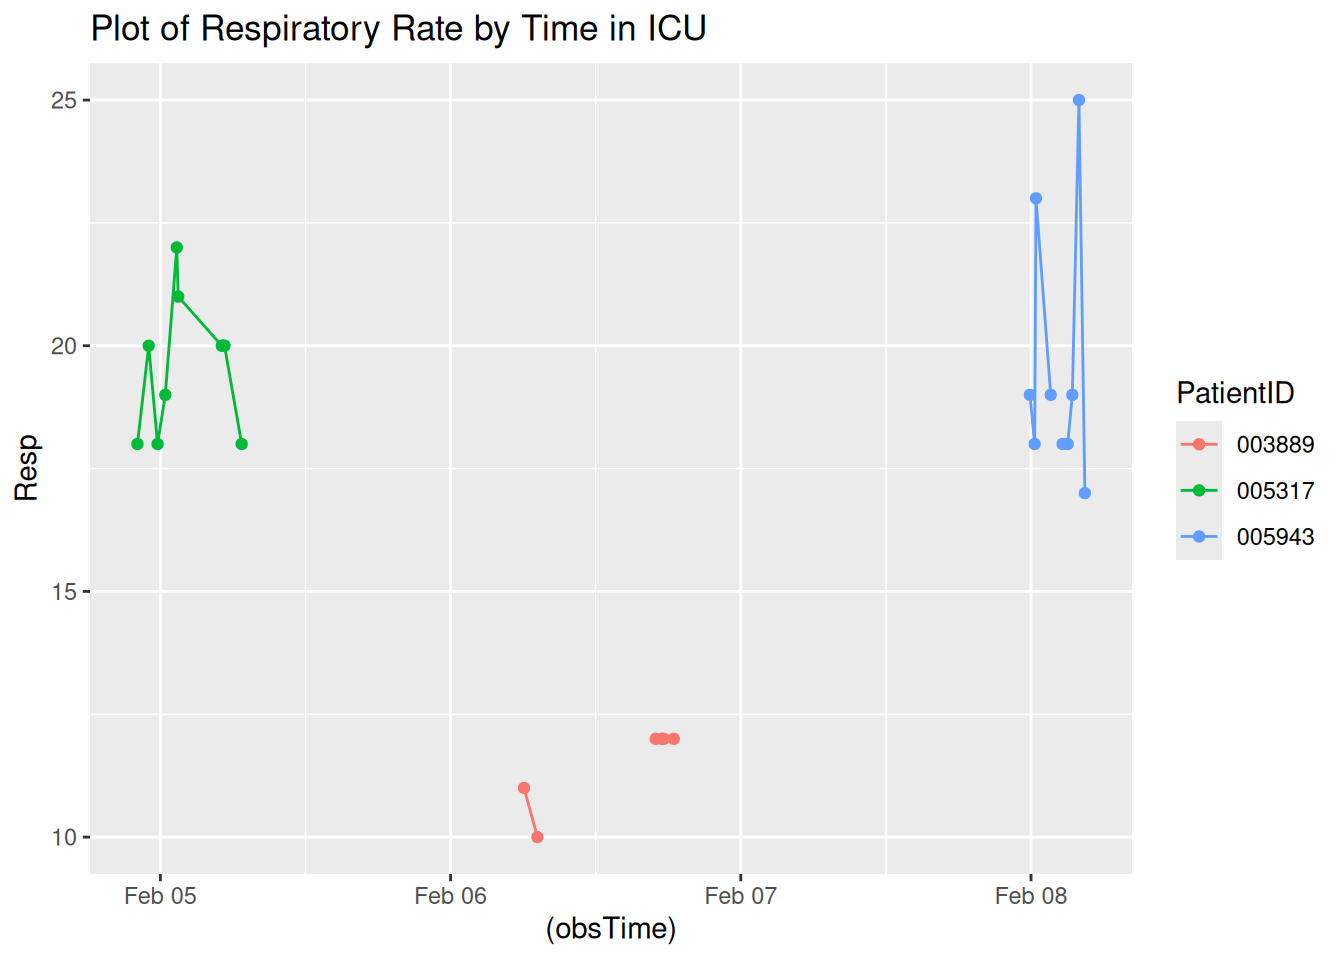 Plot of Respiratory Rate by Time in ICU
25
20
15
10
Resp
Feb 05
Feb 06
Feb 07
Feb 08
(obsTime)
PatientID
003889
005317
005943